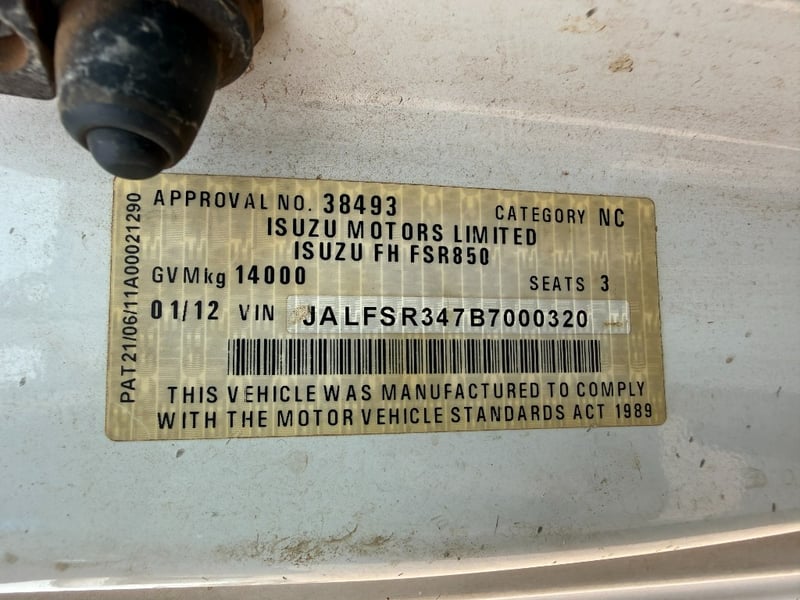 APPROVAL NO. 38493 CATEGORY NC
ISUZU MOTORS LIMITED
ISUZU FH FSR850
GVMkg 14000 SEATS 3
01/12 VIN JALFSR347B7000320
THIS VEHICLE WAS MANUFACTURED TO COMPLY
WITH THE MOTOR VEHICLE STANDARDS ACT 1989
PAT21/06/11A00021290